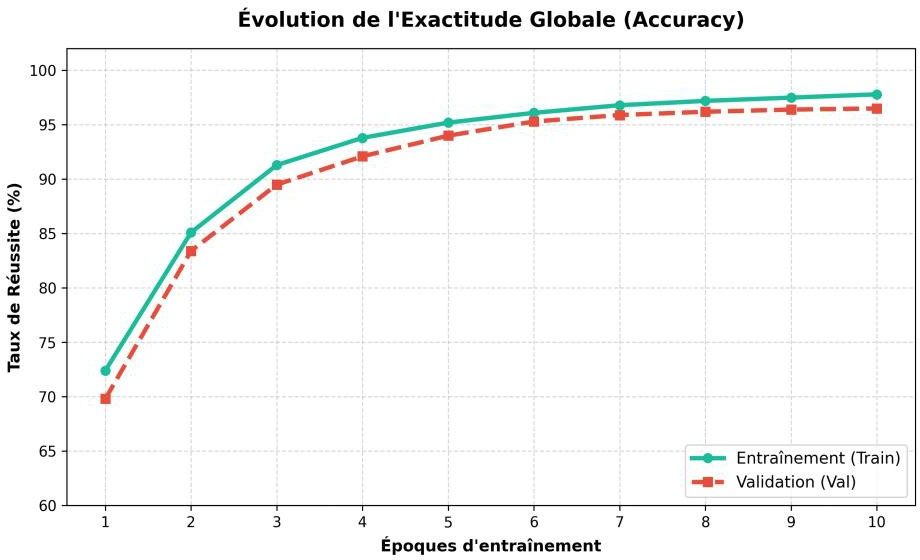 Évolution de l'Exactitude Globale (Accuracy)
Taux de Réussite (%)
100
95
90
85
80
75
70
65
60
Entraînement (Train)
Validation (Val)
1 2 3 4 5 6 7 8 9 10
Époques d'entraînement